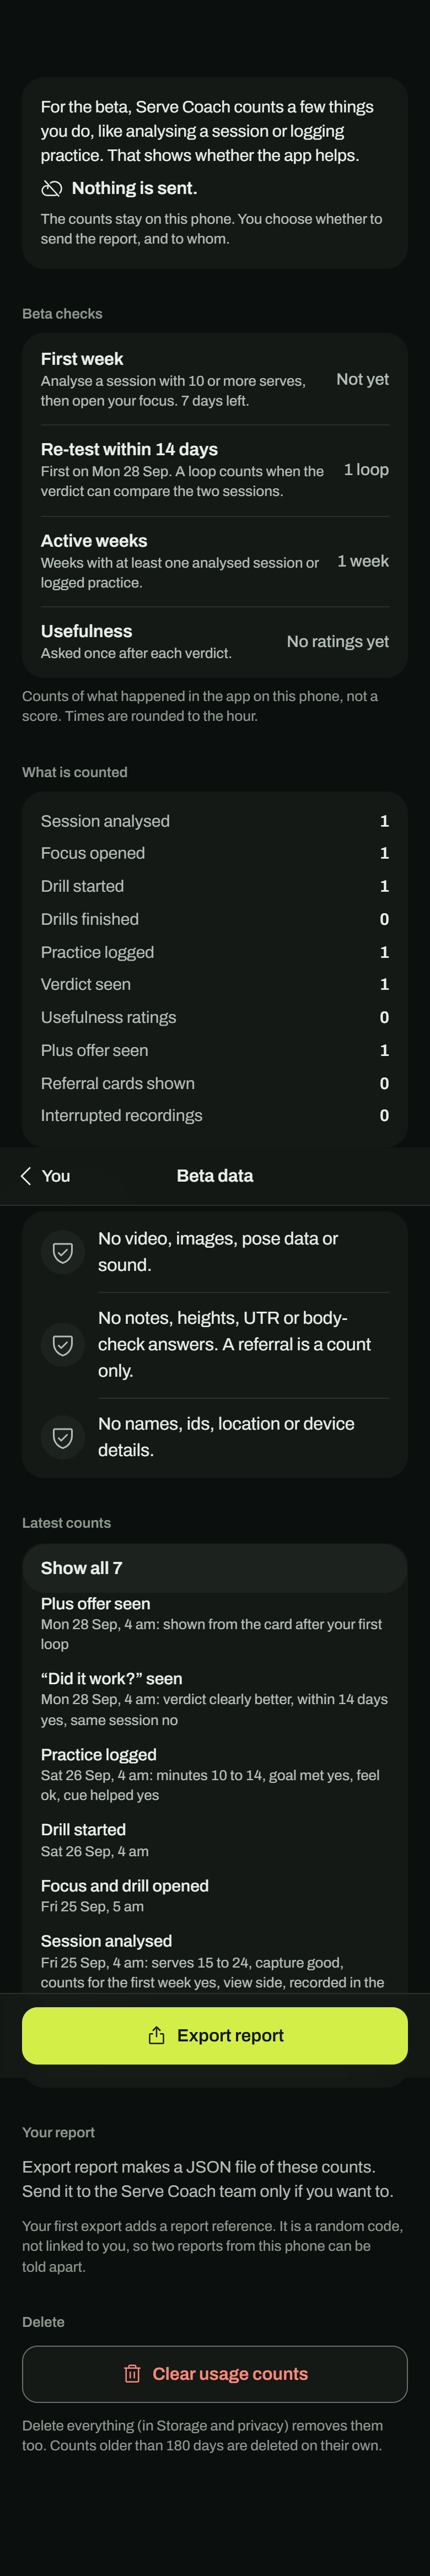 For the beta, Serve Coach counts a few things
you do, like analysing a session or logging
practice. That shows whether the app helps.
Nothing is sent.
The counts stay on this phone. You choose whether to
send the report, and to whom.
Beta checks
First week
Analyse a session with 10 or more serves,
then open your focus. 7 days left.
Not yet
Re-test within 14 days
First on Mon 28 Sep. A loop counts when the
verdict can compare the two sessions.
1 loop
Active weeks
Weeks with at least one analysed session or
logged practice.
1 week
Usefulness
Asked once after each verdict.
No ratings yet
Counts of what happened in the app on this phone, not a
score. Times are rounded to the hour.
What is counted
Session analysed 1
Focus opened 1
Drill started 1
Drills finished 0
Practice logged 1
Verdict seen 1
Usefulness ratings 0
Plus offer seen 1
Referral cards shown 0
Interrupted recordings 0
You
Beta data
No video, images, pose data or
sound.
No notes, heights, UTR or body-
check answers. A referral is a count
only.
No names, ids, location or device
details.
Latest counts
Show all 7
Plus offer seen
Mon 28 Sep, 4 am: shown from the card after your first
loop
“Did it work?” seen
Mon 28 Sep, 4 am: verdict clearly better, within 14 days
yes, same session no
Practice logged
Sat 26 Sep, 4 am: minutes 10 to 14, goal met yes, feel
ok, cue helped yes
Drill started
Sat 26 Sep, 4 am
Focus and drill opened
Fri 25 Sep, 5 am
Session analysed
Fri 25 Sep, 4 am: serves 15 to 24, capture good,
counts for the first week yes, view side, recorded in the
Export report
Your report
Export report makes a JSON file of these counts.
Send it to the Serve Coach team only if you want to.
Your first export adds a report reference. It is a random code,
not linked to you, so two reports from this phone can be
told apart.
Delete
Clear usage counts
Delete everything (in Storage and privacy) removes them
too. Counts older than 180 days are deleted on their own.